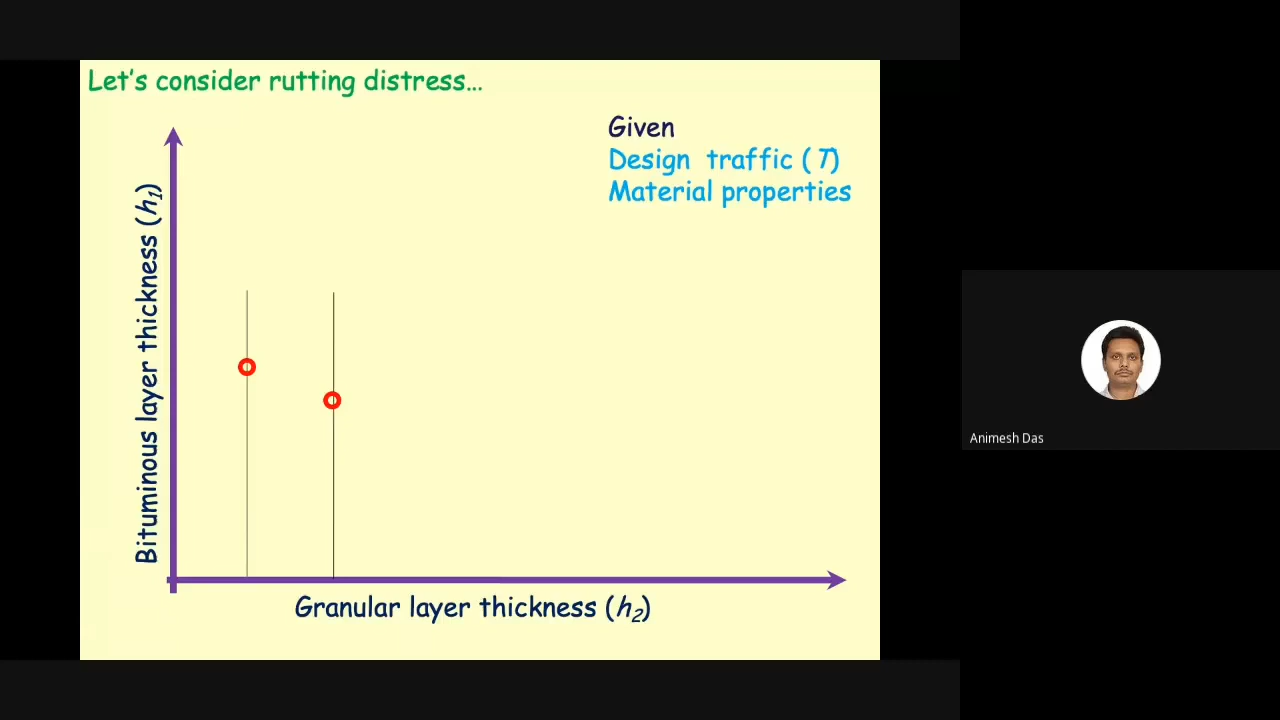 Let's consider rutting distress...
Given
Design traffic (T)
Material properties
Bituminous layer thickness (h1)
Granular layer thickness (h2)
Animesh Das